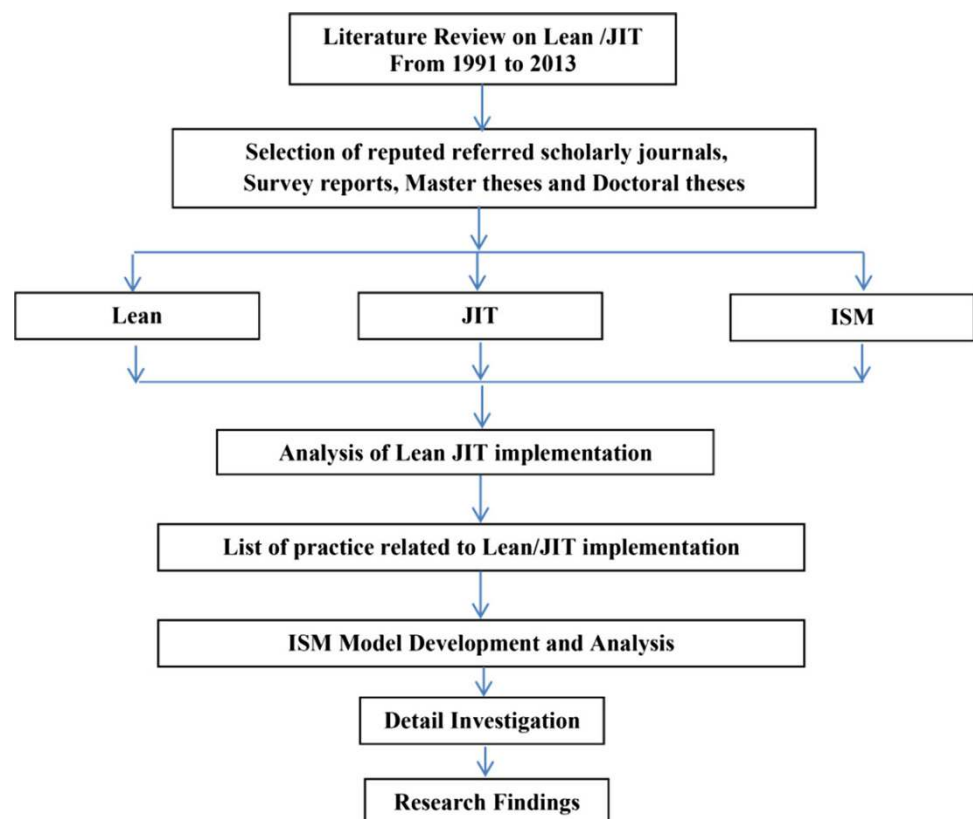 Literature Review on Lean /JIT
From 1991 to 2013
Selection of reputed referred scholarly journals,
Survey reports, Master theses and Doctoral theses
Lean
JIT
ISM
Analysis of Lean JIT implementation
List of practice related to Lean/JIT implementation
ISM Model Development and Analysis
Detail Investigation
Research Findings